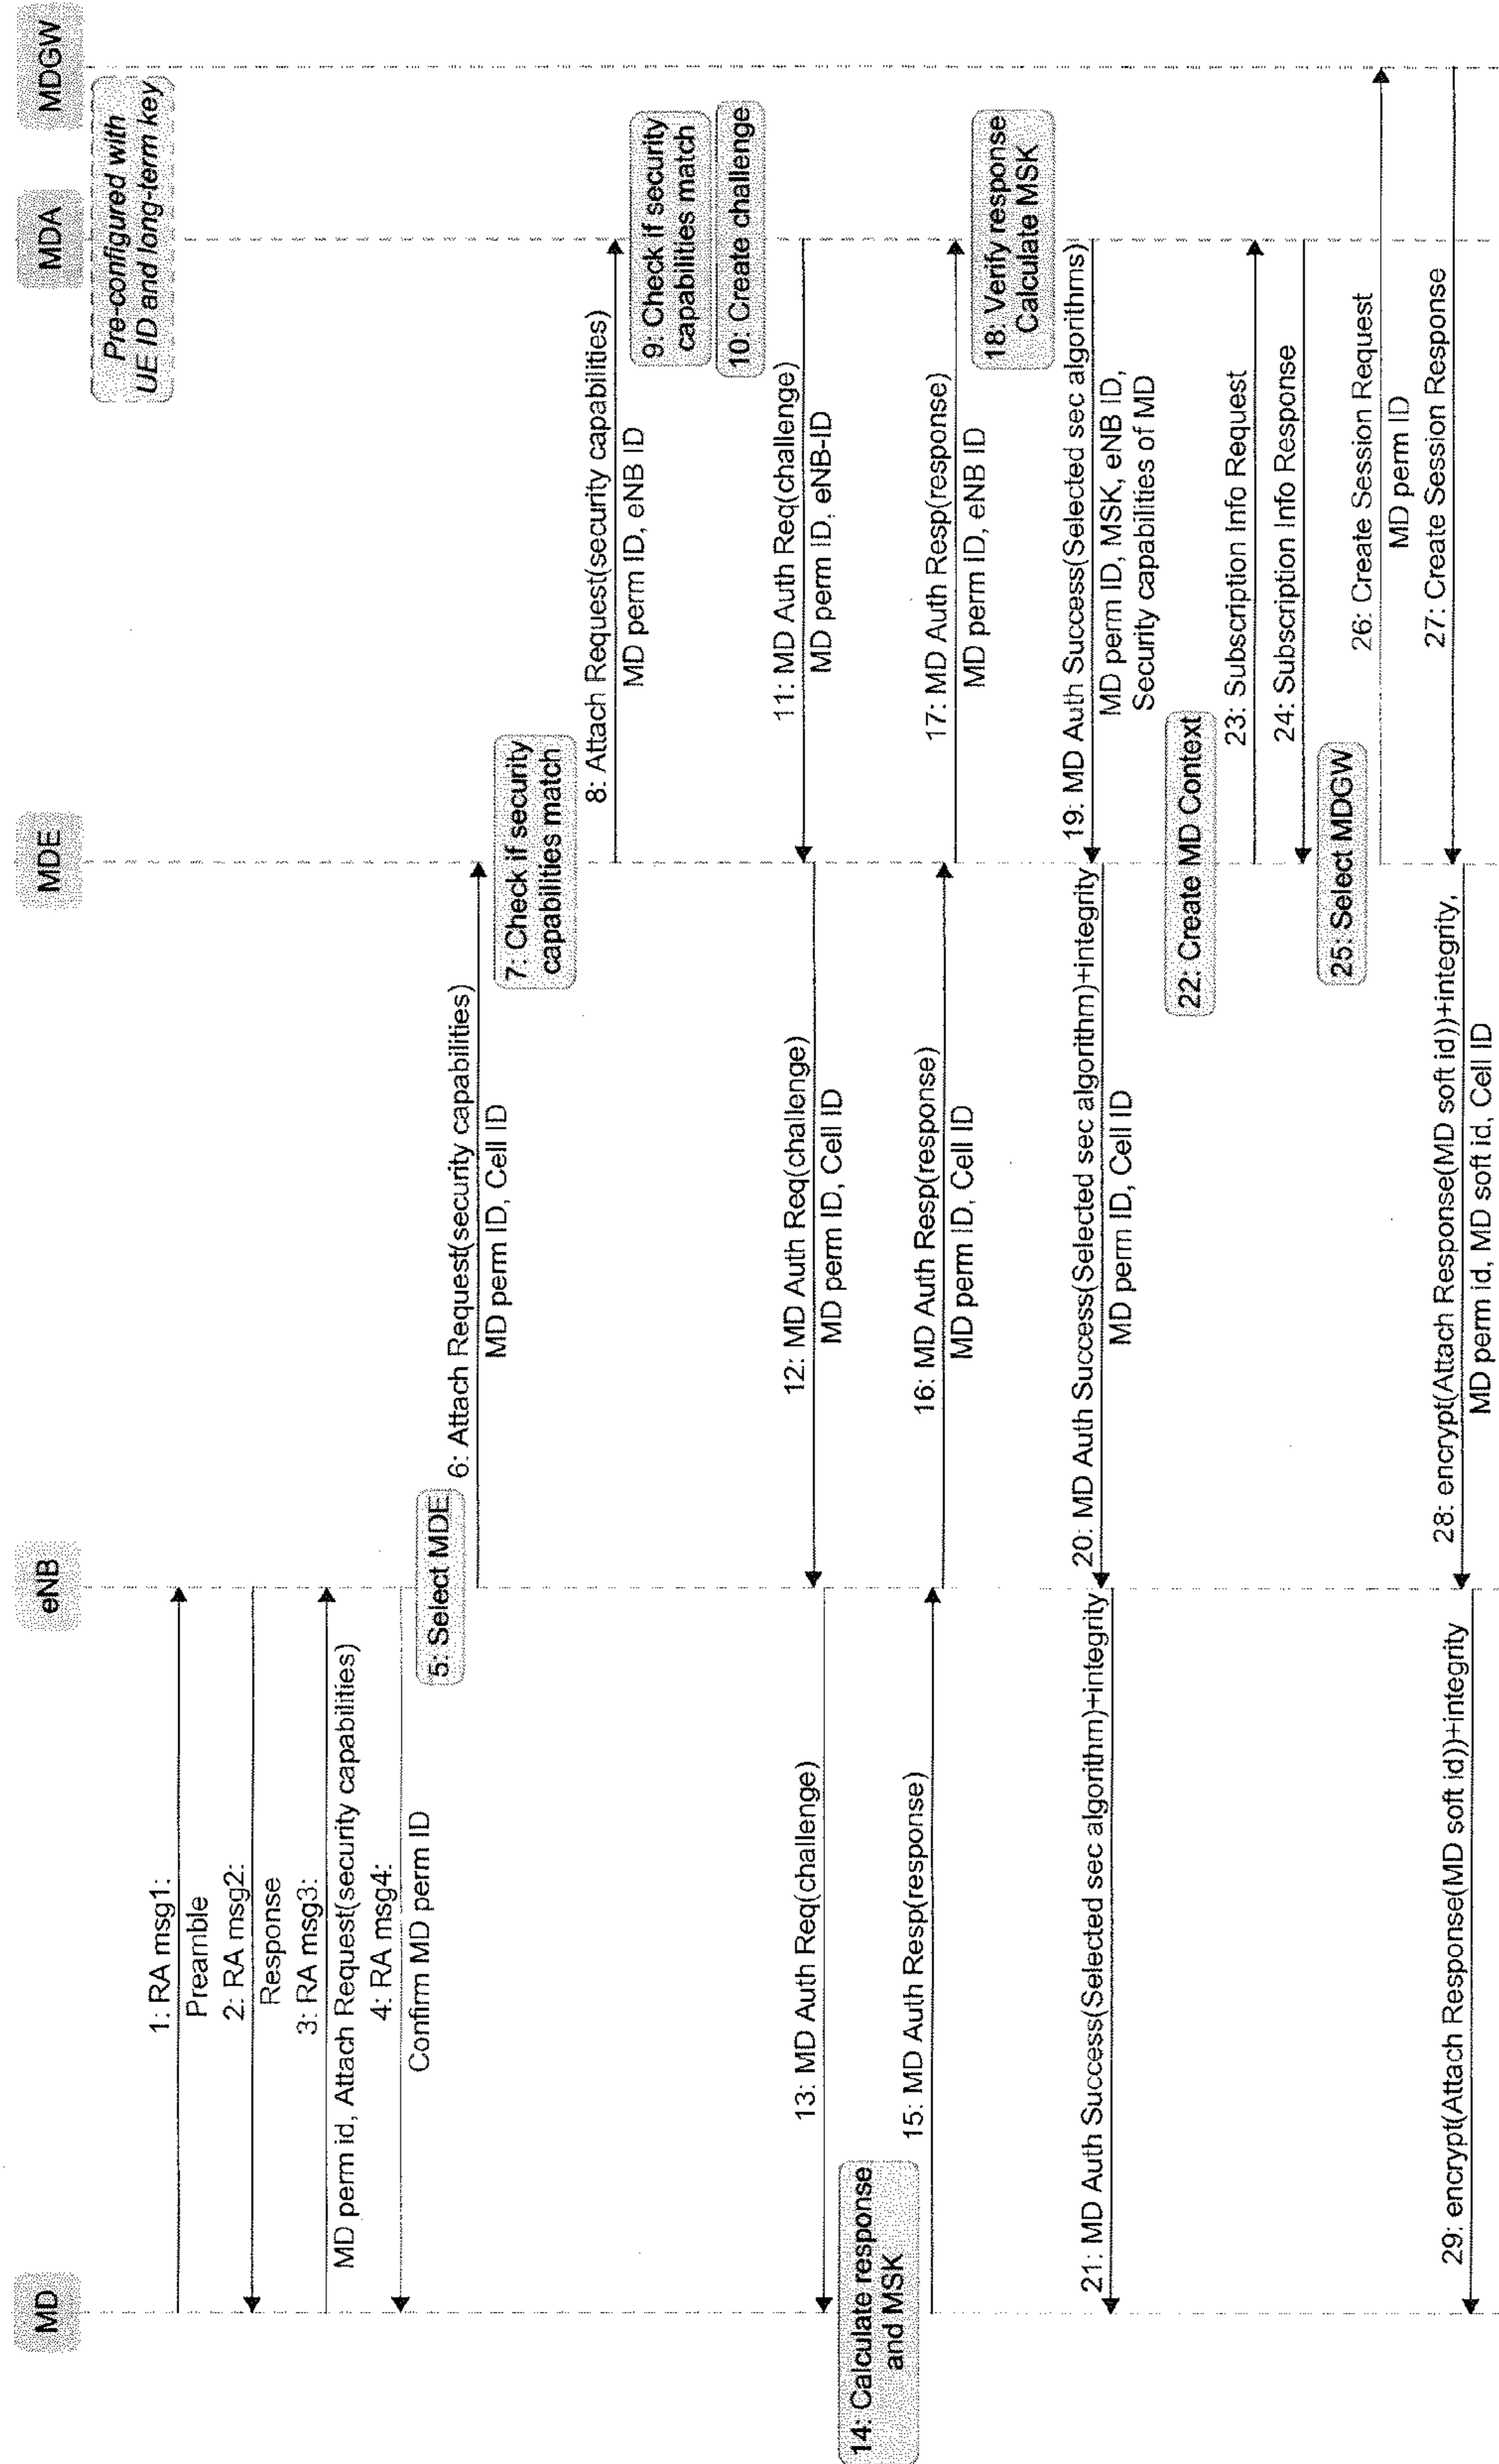 MD
eNB
MDE
MDA
MDGW
Pre-configured with
UE ID and long-term key
1: RA msg1:
Preamble
2: RA msg2:
Response
3: RA msg3:
MD perm id, Attach Request(security capabilities)
4: RA msg4:
Confirm MD perm ID
5: Select MDE
6: Attach Request(security capabilities)
MD perm ID, Cell ID
7: Check if security
capabilities match
8: Attach Request(security capabilities)
MD perm ID, eNB ID
9: Check if security
capabilities match
10: Create challenge
11: MD Auth Req(challenge)
MD perm ID, eNB-ID
12: MD Auth Req(challenge)
MD perm ID, Cell ID
13: MD Auth Req(challenge)
14: Calculate response
and MSK
15: MD Auth Resp(response)
16: MD Auth Resp(response)
MD perm ID, Cell ID
17: MD Auth Resp(response)
MD perm ID, eNB ID
18: Verify response
Calculate MSK
19: MD Auth Success(Selected sec algorithms)
MD perm ID, MSK, eNB ID,
Security capabilities of MD
20: MD Auth Success(Selected sec algorithm)+integrity
MD perm ID, Cell ID
21: MD Auth Success(Selected sec algorithm)+integrity
22: Create MD Context
23: Subscription Info Request
24: Subscription Info Response
25: Select MDGW
26: Create Session Request
MD perm ID
27: Create Session Response
28: encrypt(Attach Response(MD soft id))+integrity,
MD perm id, MD soft id, Cell ID
29: encrypt(Attach Response(MD soft id))+integrity